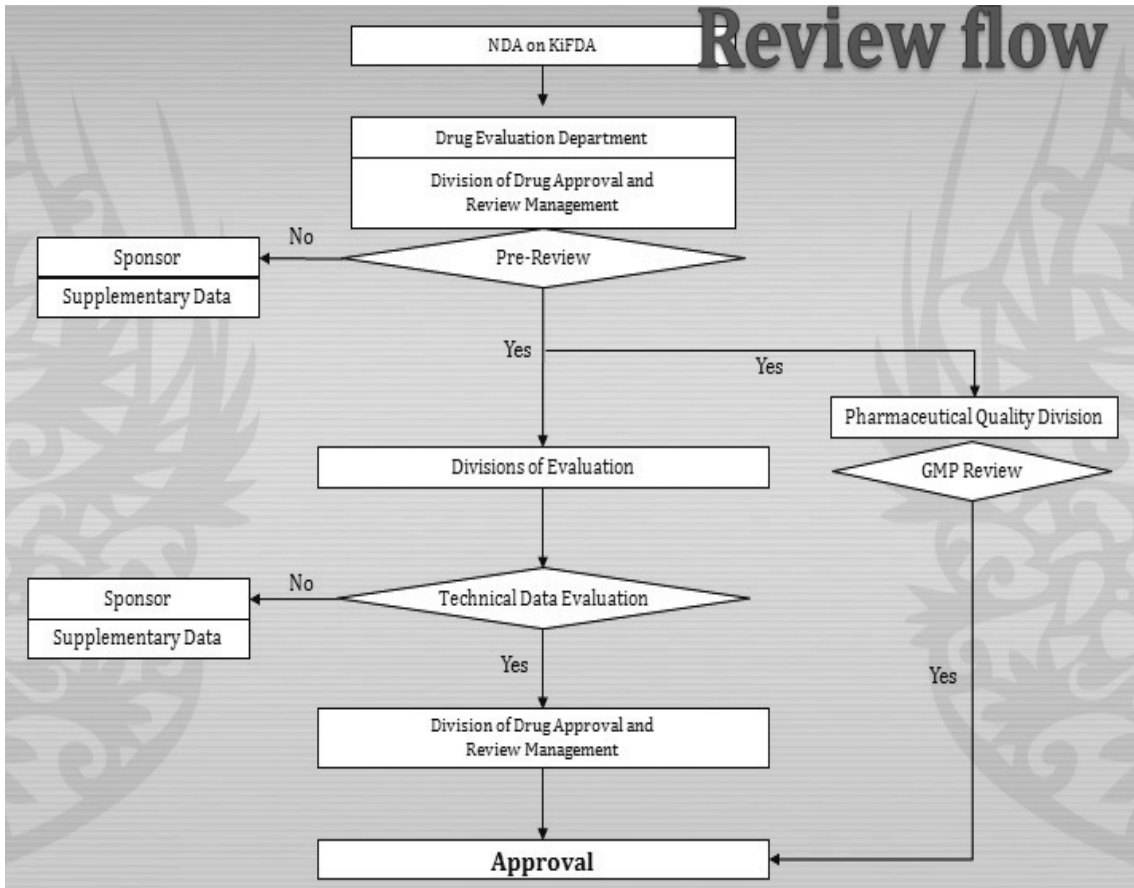 Review flow
NDA on KiFDA
Drug Evaluation Department
Division of Drug Approval and
Review Management
No
Pre-Review
Sponsor
Supplementary Data
Yes
Yes
Pharmaceutical Quality Division
GMP Review
Divisions of Evaluation
No
Technical Data Evaluation
Sponsor
Supplementary Data
Yes
Yes
Division of Drug Approval and
Review Management
Approval